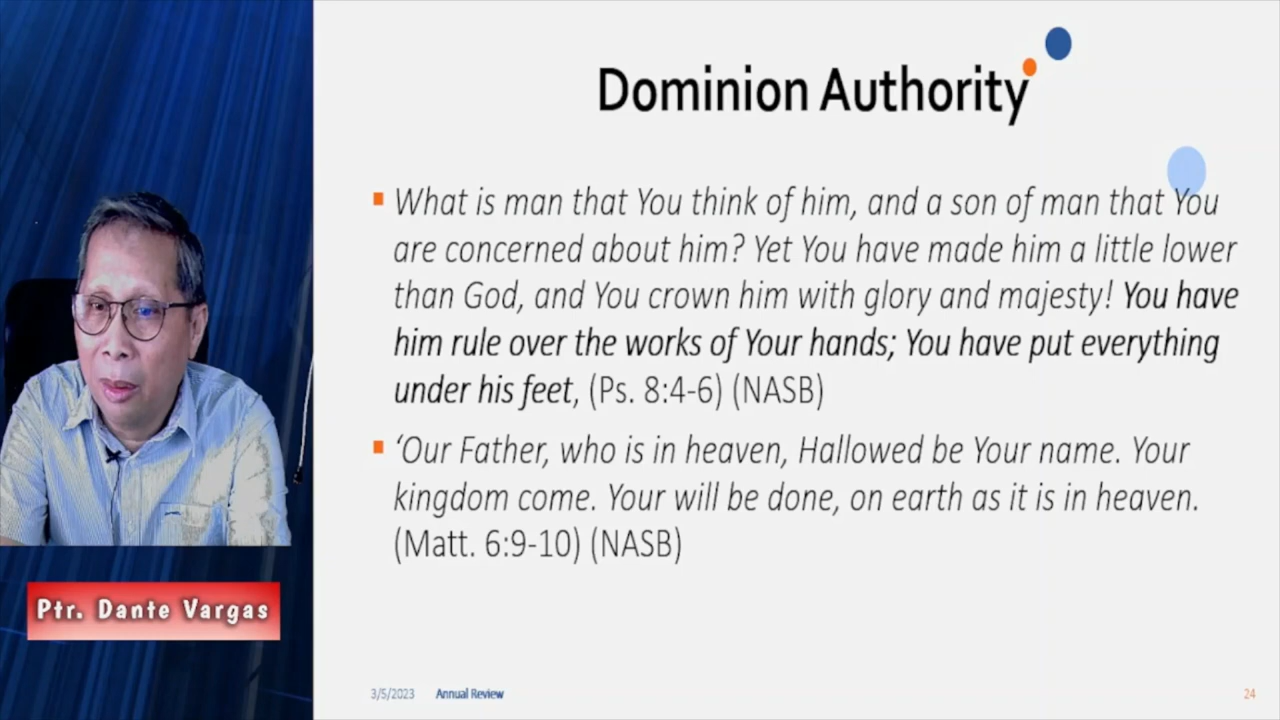 Dominion Authority
What is man that You think of him, and a son of man that You
are concerned about him? Yet You have made him a little lower
than God, and You crown him with glory and majesty! You have
him rule over the works of Your hands; You have put everything
under his feet, (Ps. 8:4-6) (NASB)
‘Our Father, who is in heaven, Hallowed be Your name. Your
kingdom come. Your will be done, on earth as it is in heaven.
(Matt. 6:9-10) (NASB)
Ptr. Dante Vargas
3/5/2023 Annual Review 24